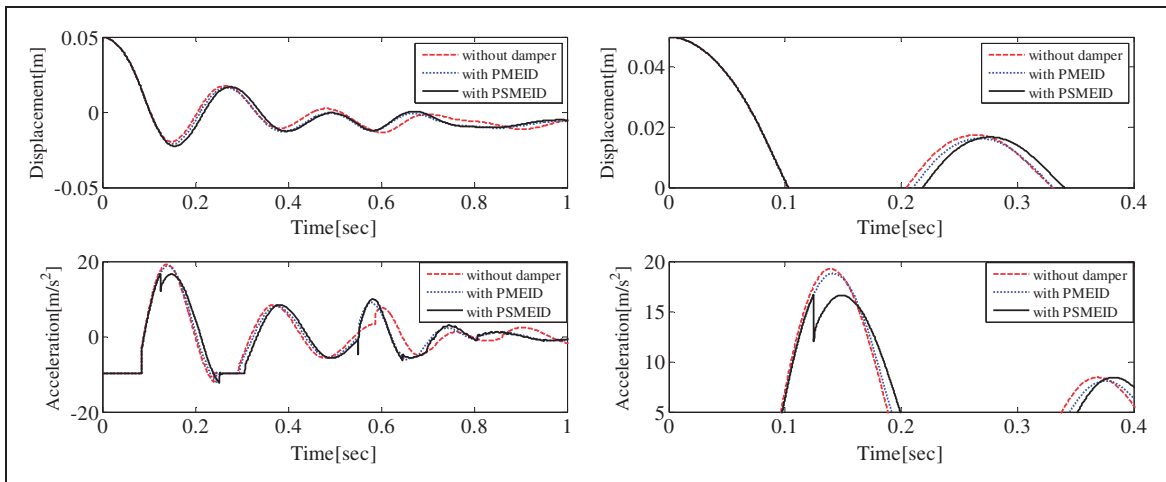 0.05
0
-0.05
Displacement[m]
without damper
with PMEID
with PSMEID
0 0.2 0.4 0.6 0.8 1
Time[sec]
0.04
0.02
0
Displacement[m]
without damper
with PMEID
with PSMEID
0 0.1 0.2 0.3 0.4
Time[sec]
20
0
-20
Acceleration[m/s²]
without damper
with PMEID
with PSMEID
0 0.2 0.4 0.6 0.8 1
Time[sec]
20
15
10
5
Acceleration[m/s²]
without damper
with PMEID
with PSMEID
0 0.1 0.2 0.3 0.4
Time[sec]